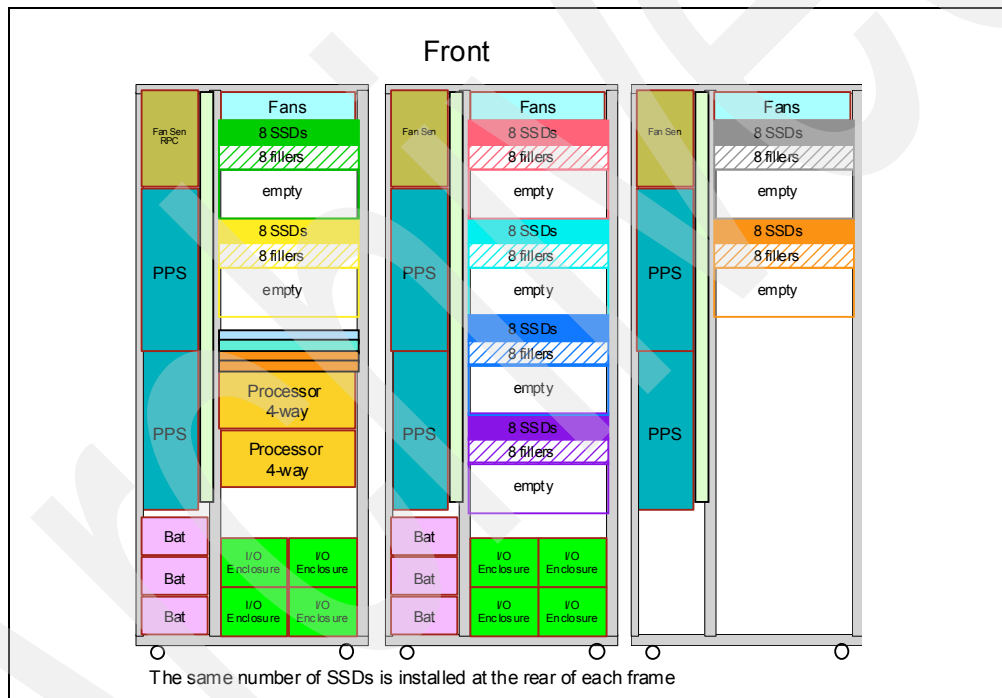 Front
Fan Sen
RPC
PPS
PPS
Bat
Bat
Bat
Fans
8 SSDs
8 fillers
empty
8 SSDs
8 fillers
empty
Processor
4-way
Processor
4-way
I/O
Enclosure
I/O
Enclosure
I/O
Enclosure
I/O
Enclosure
Fan Sen
PPS
PPS
Bat
Bat
Bat
Fans
8 SSDs
8 fillers
empty
8 SSDs
8 fillers
empty
8 SSDs
8 fillers
empty
8 SSDs
8 fillers
empty
I/O
Enclosure
I/O
Enclosure
I/O
Enclosure
I/O
Enclosure
Fan Sen
PPS
PPS
Fans
8 SSDs
8 fillers
empty
8 SSDs
8 fillers
empty
The same number of SSDs is installed at the rear of each frame